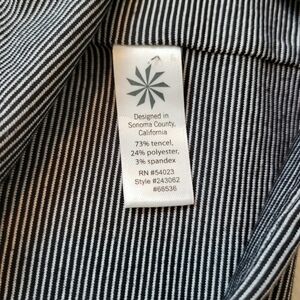 Designed in
Sonoma County,
California
73% tencel,
24% polyester,
3% spandex
RN #54023
Style #243062
#66536